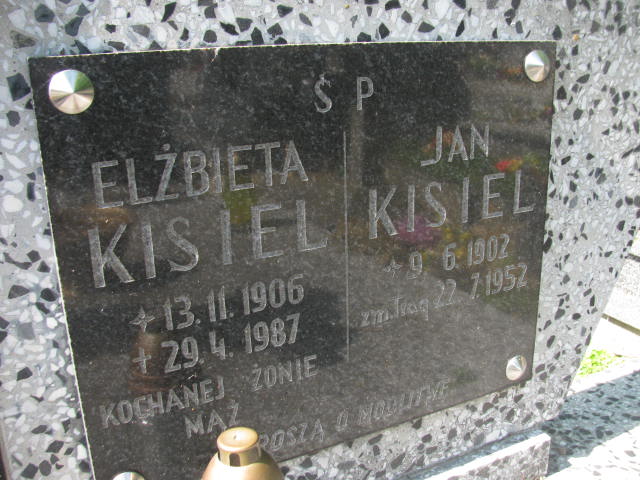 Ś P
ELŻBIETA
KISIEL
13.11.1906
+ 29.4.1987
KOCHANEJ ŻONIE
MĄŻ
JAN
KISIEL
9.6.1902
zm. trag 22.7.1952
PROSZĄ O MODLITWĘ